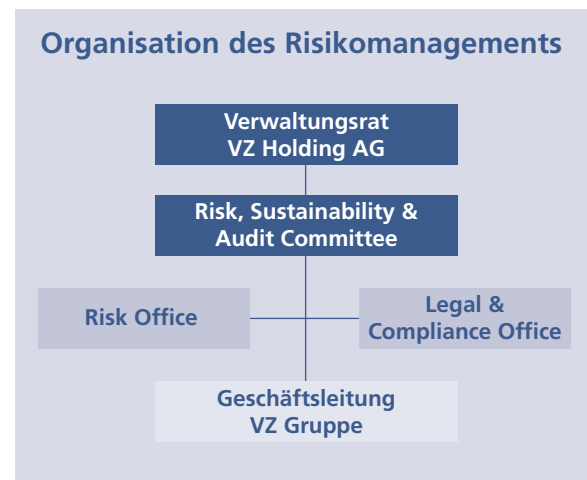 Organisation des Risikomanagements
Verwaltungsrat
VZ Holding AG
Risk, Sustainability &
Audit Committee
Risk Office
Legal &
Compliance Office
Geschäftsleitung
VZ Gruppe